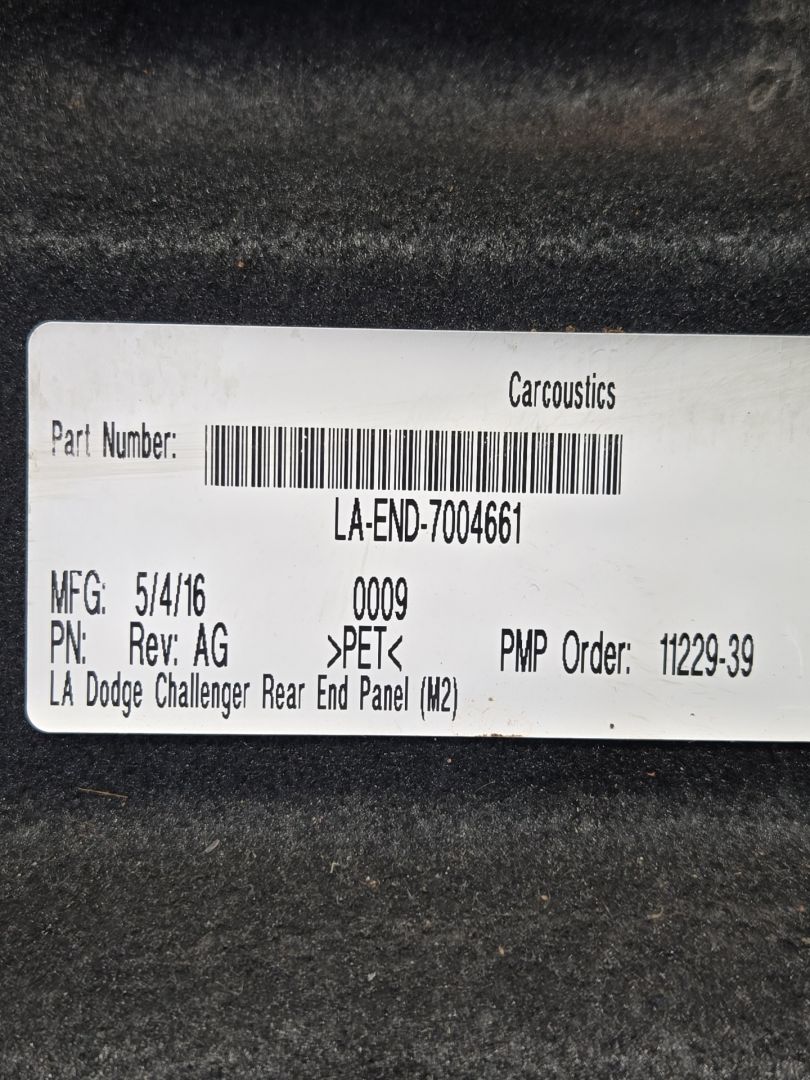 Carcoustics
Part Number:
LA-END-7004661
MFG: 5/4/16 0009
PN: Rev: AG >PET< PMP Order: 11229-39
LA Dodge Challenger Rear End Panel (M2)